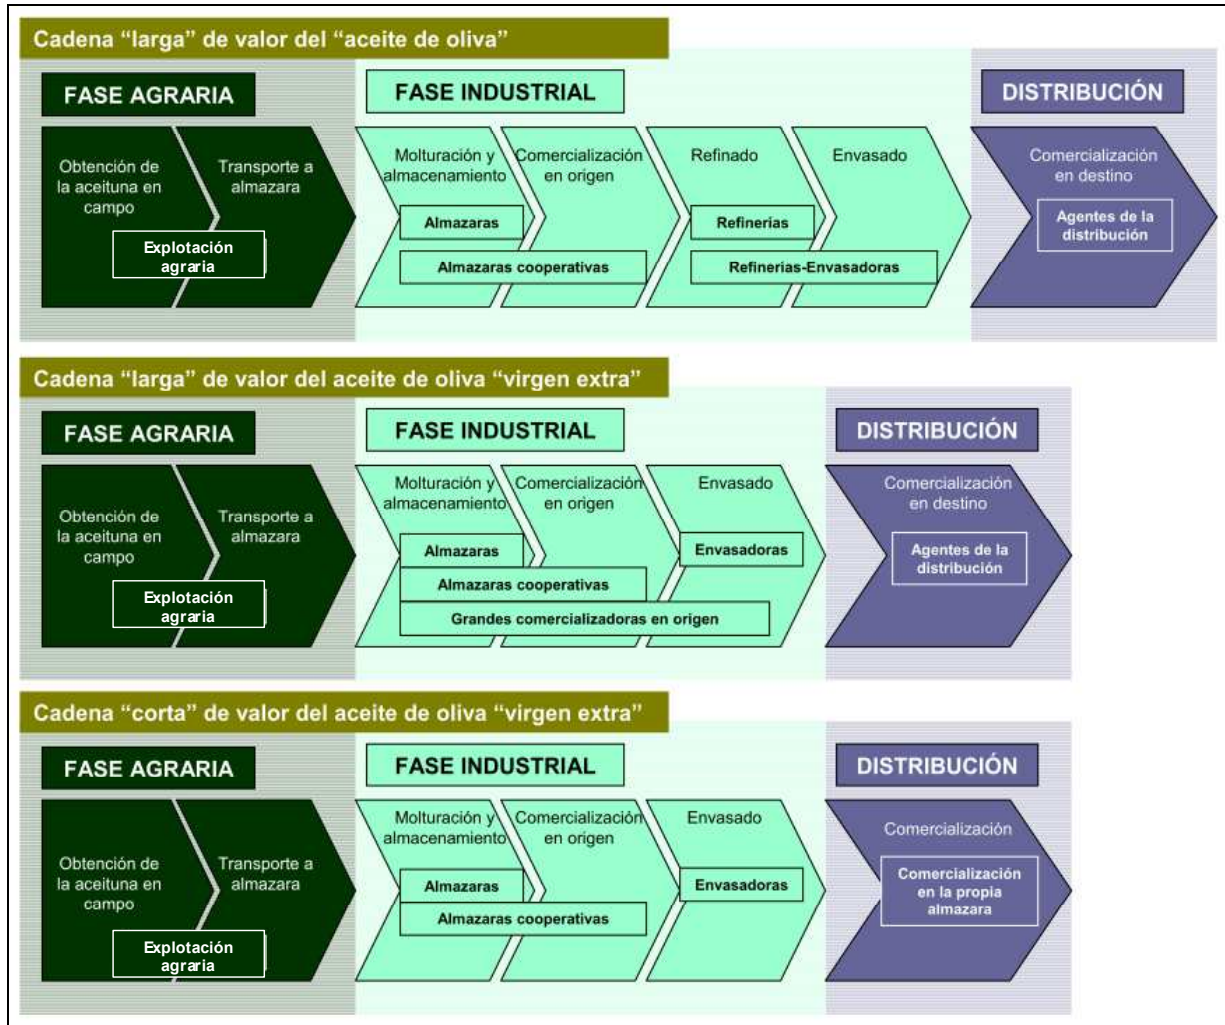 Cadena “larga” de valor del “aceite de oliva”
FASE AGRARIA
FASE INDUSTRIAL
DISTRIBUCIÓN
Obtención de
la aceituna en
campo
Transporte a
almazara
Explotación
agraria
Molturación y
almacenamiento
Comercialización
en origen
Refinado
Envasado
Almazaras
Refinerias
Almazaras cooperativas
Refinerias-Envasadoras
Comercialización
en destino
Agentes de la
distribución
Cadena “larga” de valor del aceite de oliva “virgen extra”
FASE AGRARIA
FASE INDUSTRIAL
DISTRIBUCIÓN
Obtención de
la aceituna en
campo
Transporte a
almazara
Explotación
agraria
Molturación y
almacenamiento
Comercialización
en origen
Envasado
Almazaras
Envasadoras
Almazaras cooperativas
Grandes comercializadoras en origen
Comercialización
en destino
Agentes de la
distribución
Cadena “corta” de valor del aceite de oliva “virgen extra”
FASE AGRARIA
FASE INDUSTRIAL
DISTRIBUCIÓN
Obtención de
la aceituna en
campo
Transporte a
almazara
Explotación
agraria
Molturación y
almacenamiento
Comercialización
en origen
Envasado
Almazaras
Envasadoras
Almazaras cooperativas
Comercialización
Comercialización
en la propia
almazara